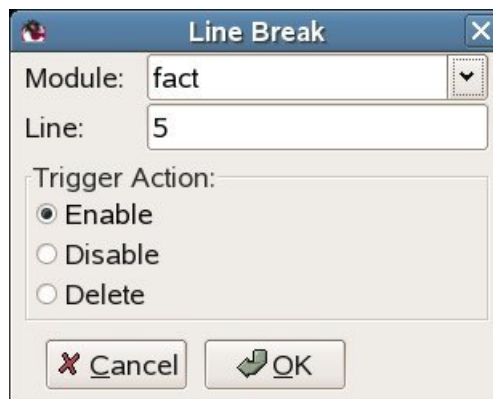 Line Break
Module: fact
Line: 5
Trigger Action:
Enable
Disable
Delete
Cancel OK